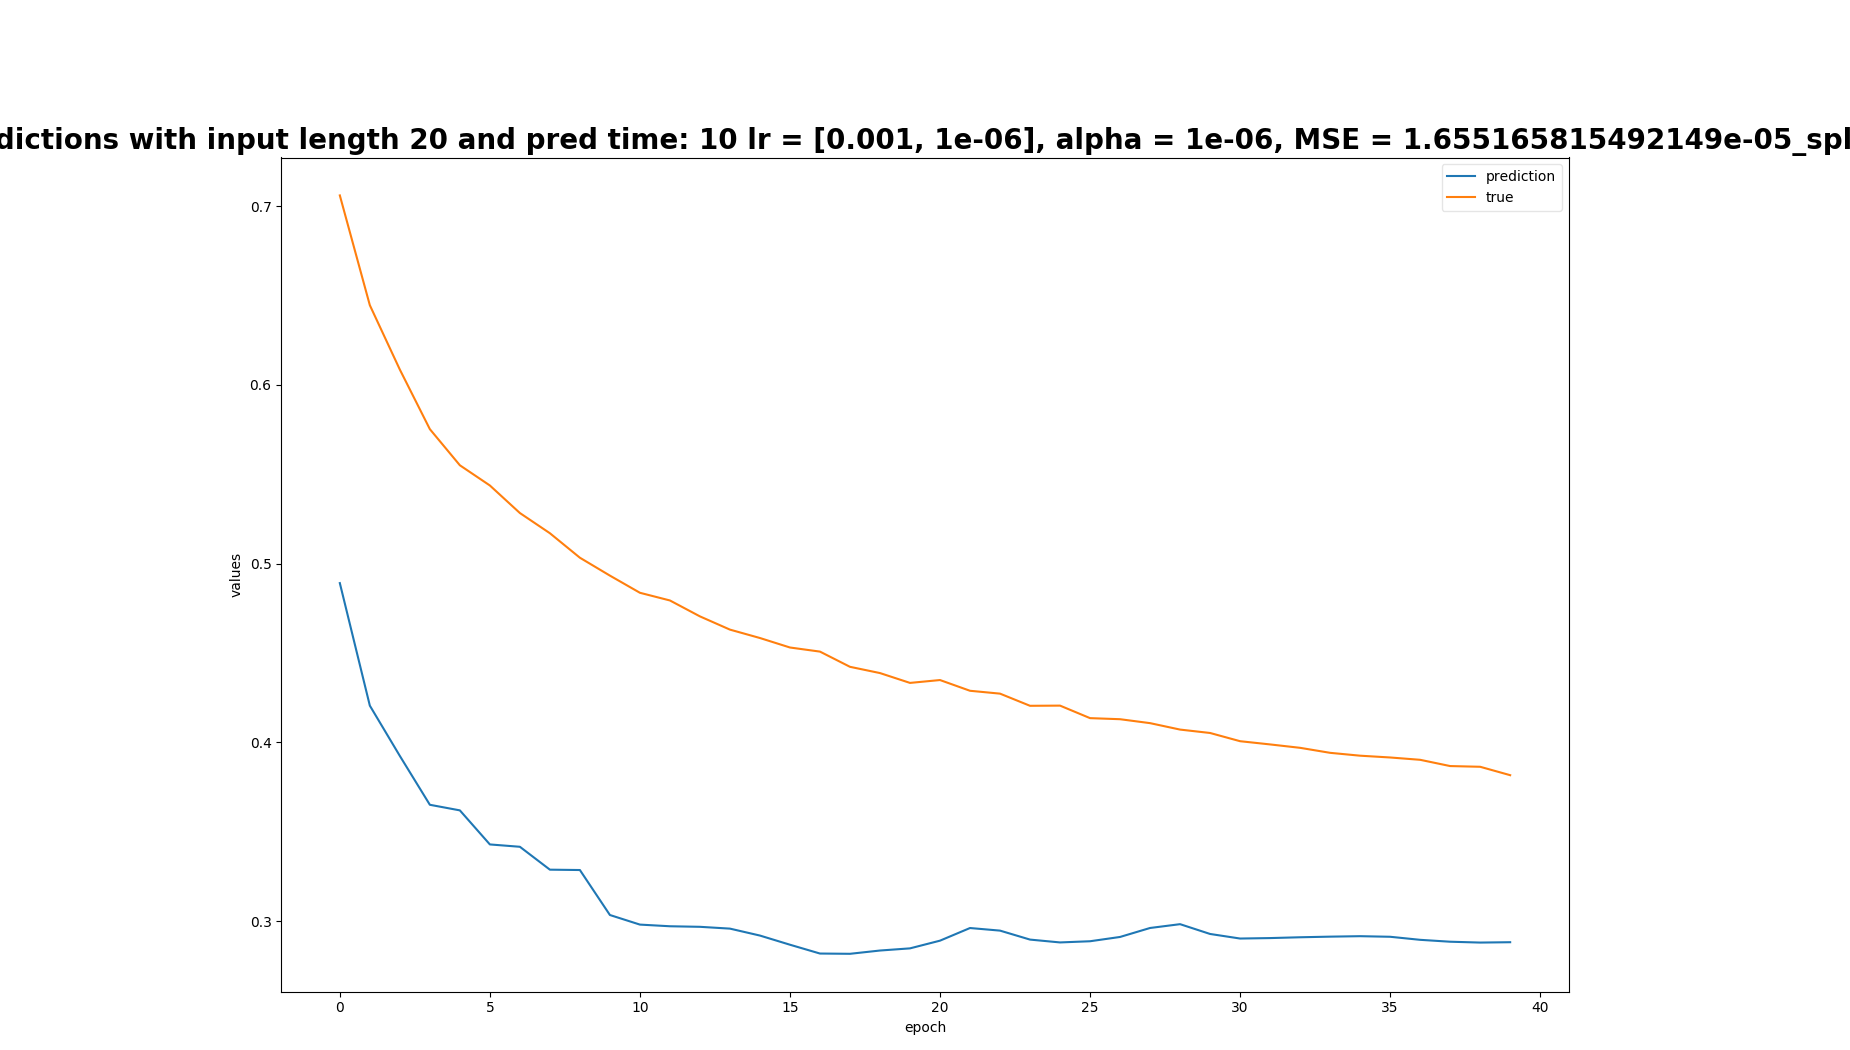 dictions with input length 20 and pred time: 10 lr = [0.001, 1e-06], alpha = 1e-06, MSE = 1.655165815492149e-05_spl
prediction
true
0.7
0.6
0.5
0.4
0.3
values
0 5 10 15 20 25 30 35 40
epoch